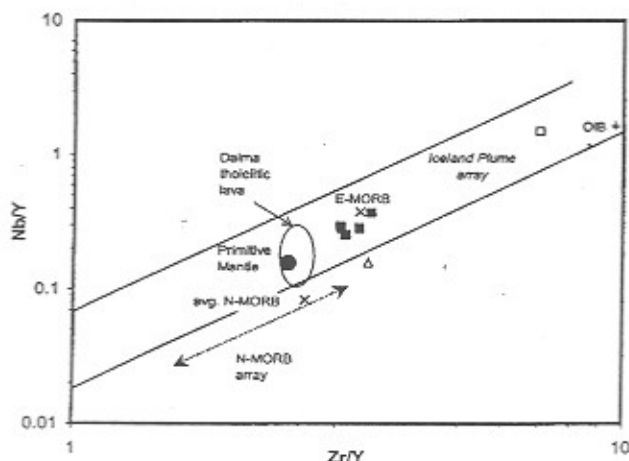 10
Dalma
tholeiitic
lava
OIB +
1
Iceland Plume
array
E-MORB
Nb/Y
Primitive
Mantle
0.1
avg. N-MORB
N-MORB
array
0.01
1
10
Zr/Y